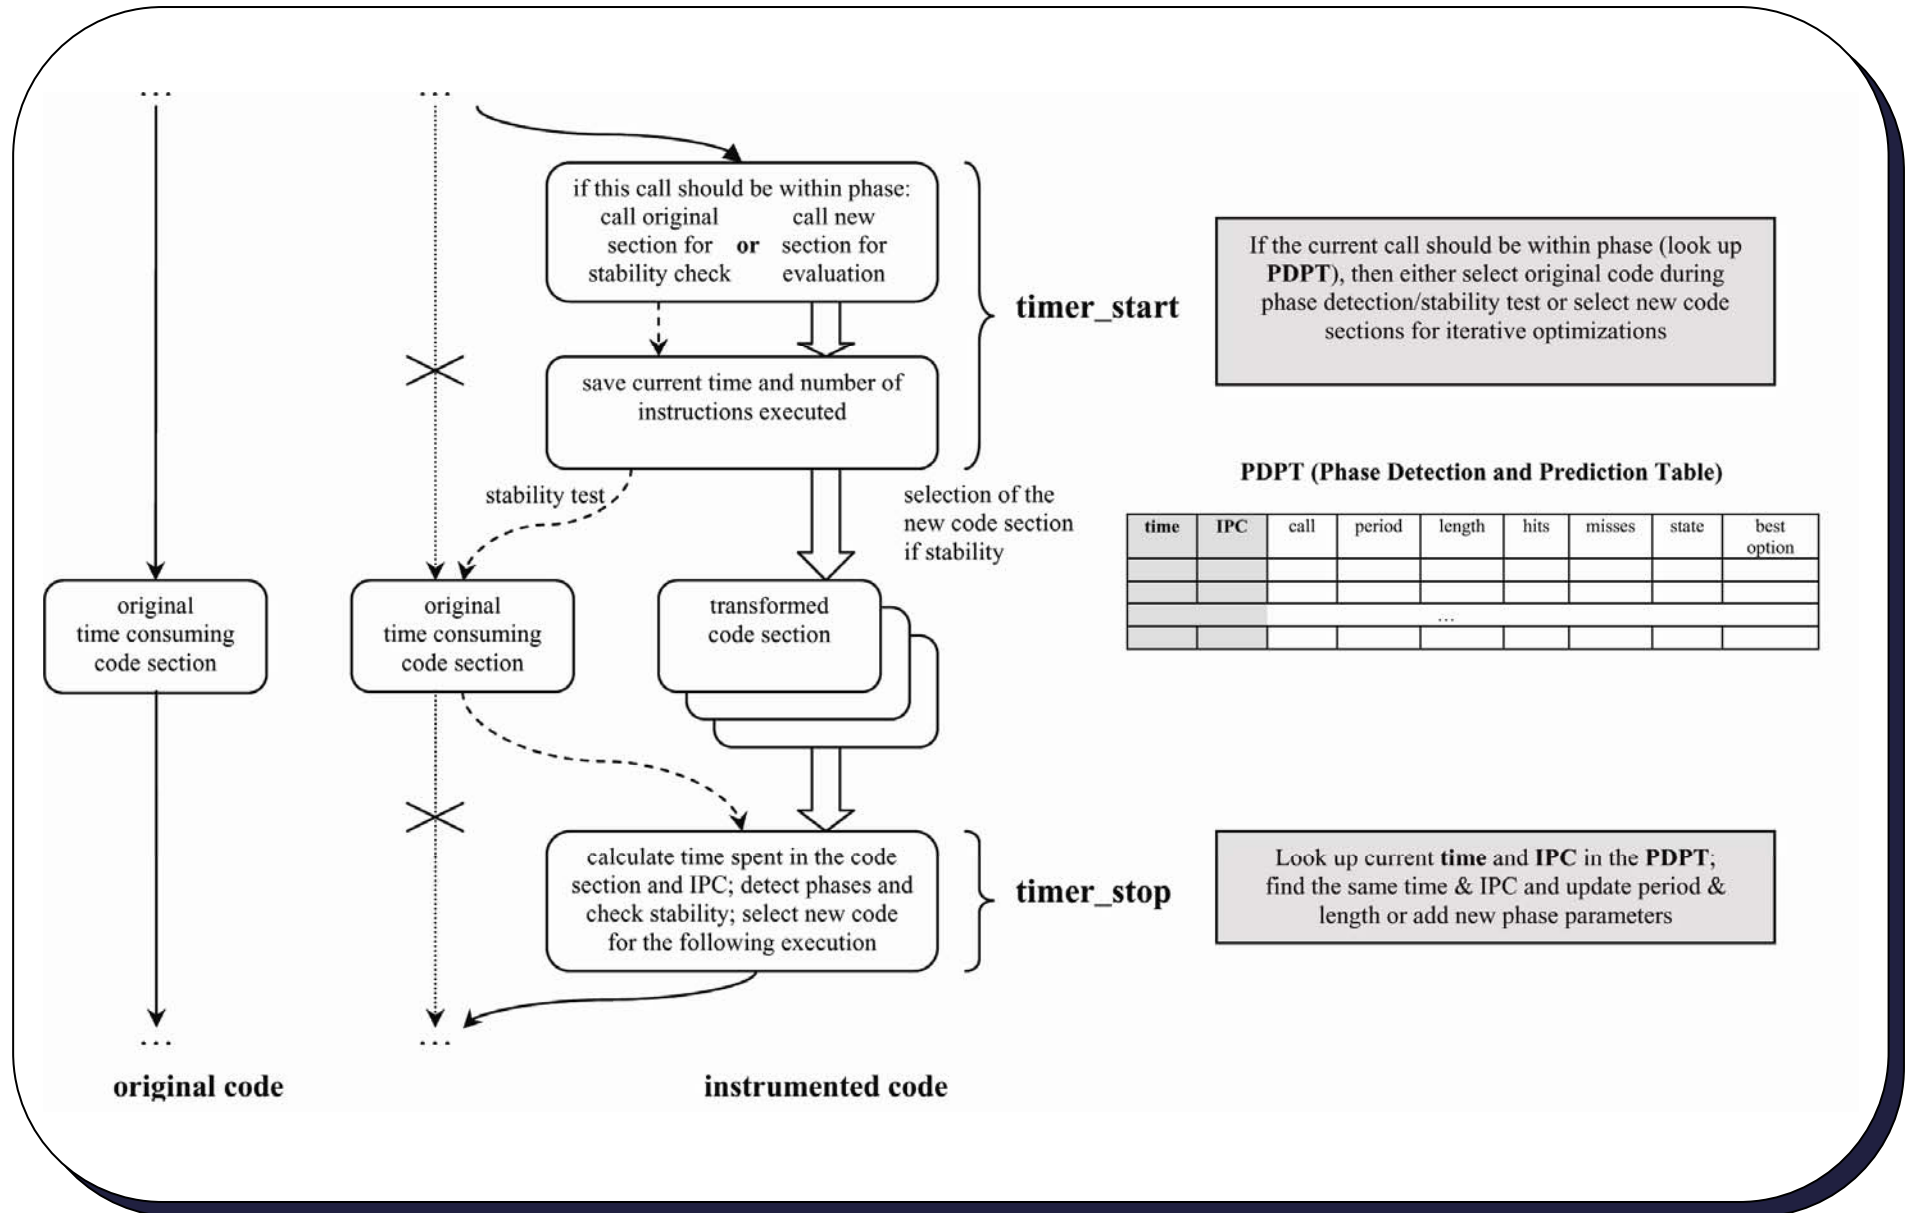 ...
...
if this call should be within phase:
call original call new
section for or section for
stability check evaluation
timer_start
If the current call should be within phase (look up
PDPT), then either select original code during
phase detection/stability test or select new code
sections for iterative optimizations
save current time and number of
instructions executed
stability test
selection of the
new code section
if stability
PDPT (Phase Detection and Prediction Table)
time IPC call period length hits misses state best
option
...
original
time consuming
code section
original
time consuming
code section
transformed
code section
calculate time spent in the code
section and IPC; detect phases and
check stability; select new code
for the following execution
timer_stop
Look up current time and IPC in the PDPT;
find the same time & IPC and update period &
length or add new phase parameters
...
...
original code
instrumented code